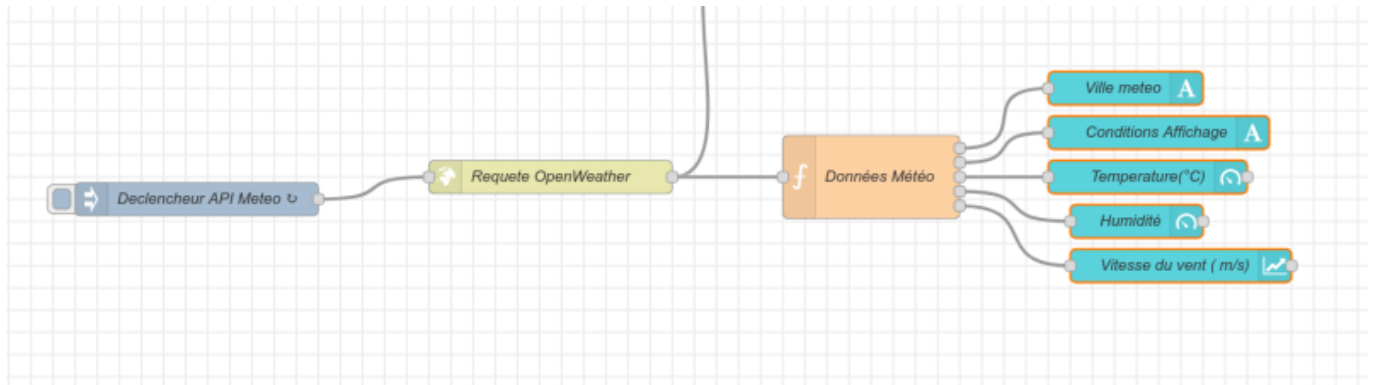 Ville meteo A
Conditions Affichage A
Requete OpenWeather
f Données Météo
Temperature(°C)
Declencheur API Meteo ↻
Humidité
Vitesse du vent ( m/s)